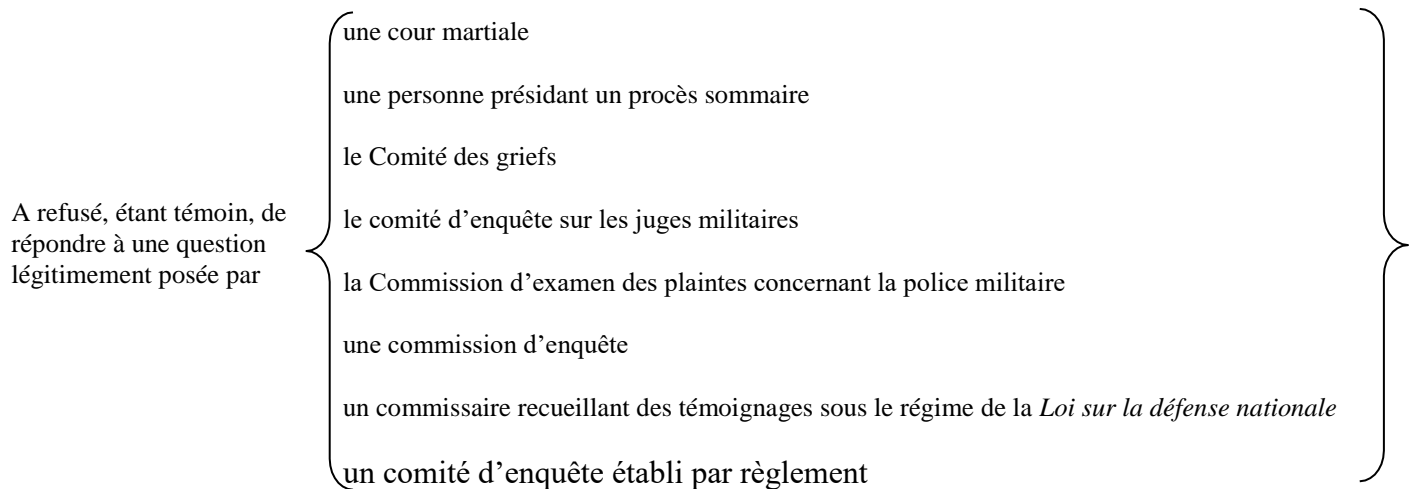 A refusé, étant témoin, de
répondre à une question
légitimement posée par
une cour martiale
une personne présidant un procès sommaire
le Comité des griefs
le comité d’enquête sur les juges militaires
la Commission d’examen des plaintes concernant la police militaire
une commission d’enquête
un commissaire recueillant des témoignages sous le régime de la Loi sur la défense nationale
un comité d’enquête établi par règlement